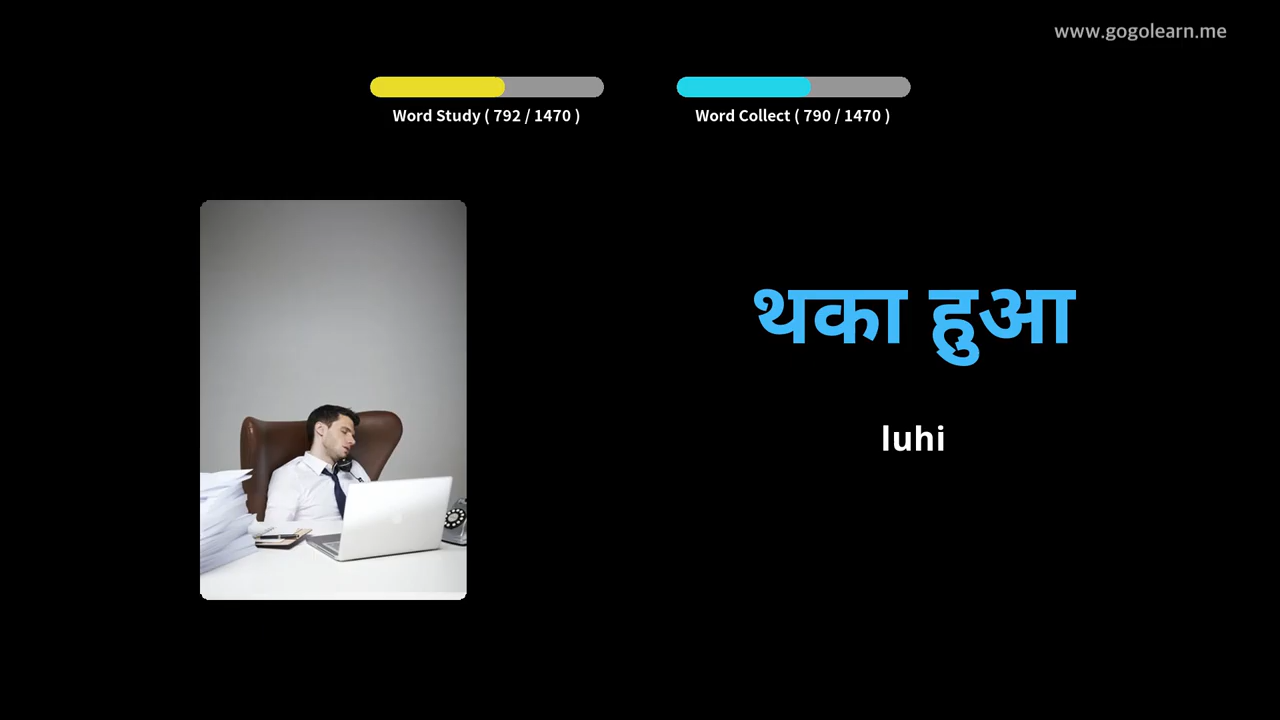 www.gogolearn.me
Word Study ( 792 / 1470 )
Word Collect ( 790 / 1470 )
थका हुआ
luhi